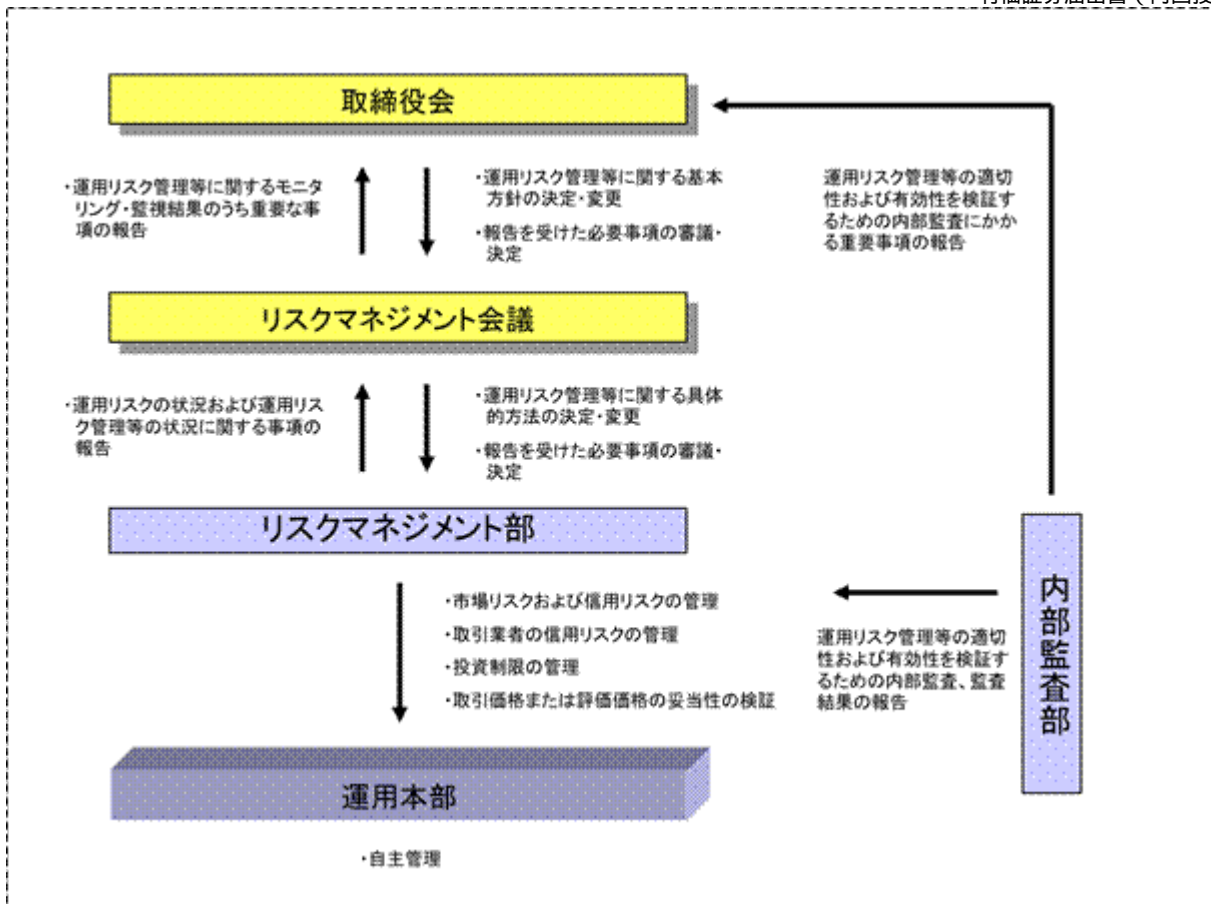 取締役会
・運用リスク管理等に関するモニ
タリング・監視結果のうち重要な事
項の報告
・運用リスク管理等に関する基本
方針の決定・変更
・報告を受けた必要事項の審議・
決定
運用リスク管理等の適切
性および有効性を検証す
るための内部監査にかか
る重要事項の報告
リスクマネジメント会議
・運用リスクの状況および運用リス
ク管理等の状況に関する事項の
報告
・運用リスク管理等に関する具体
的方法の決定・変更
・報告を受けた必要事項の審議・
決定
リスクマネジメント部
・市場リスクおよび信用リスクの管理
・取引業者の信用リスクの管理
・投資制限の管理
・取引価格または評価価格の妥当性の検証
運用リスク管理等の適切
性および有効性を検証す
るための内部監査、監査
結果の報告
内部監査部
運用本部
・自主管理